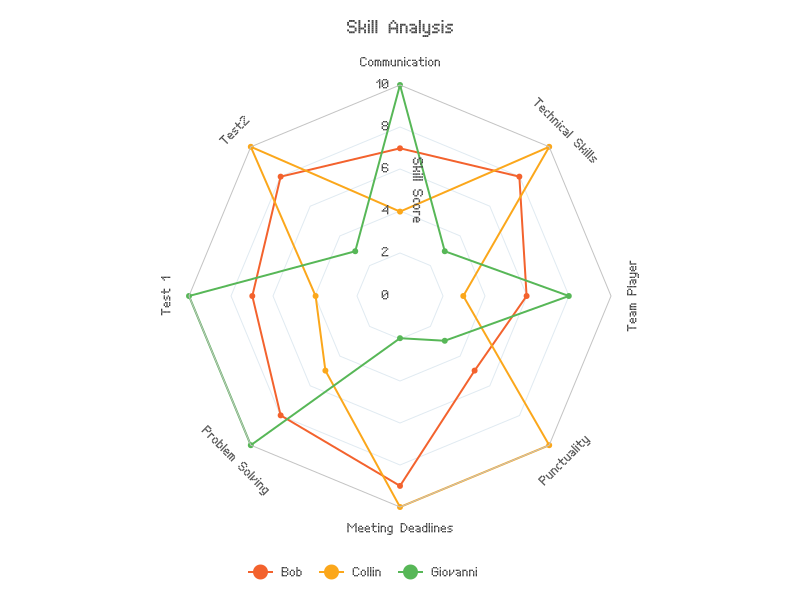 Skill Analysis
Communication
Technical Skills
Team Player
Punctuality
Meeting Deadlines
Problem Solving
Test 1
Test2
10
8
6
4
2
0
Skill Score
Bob
Collin
Giovanni